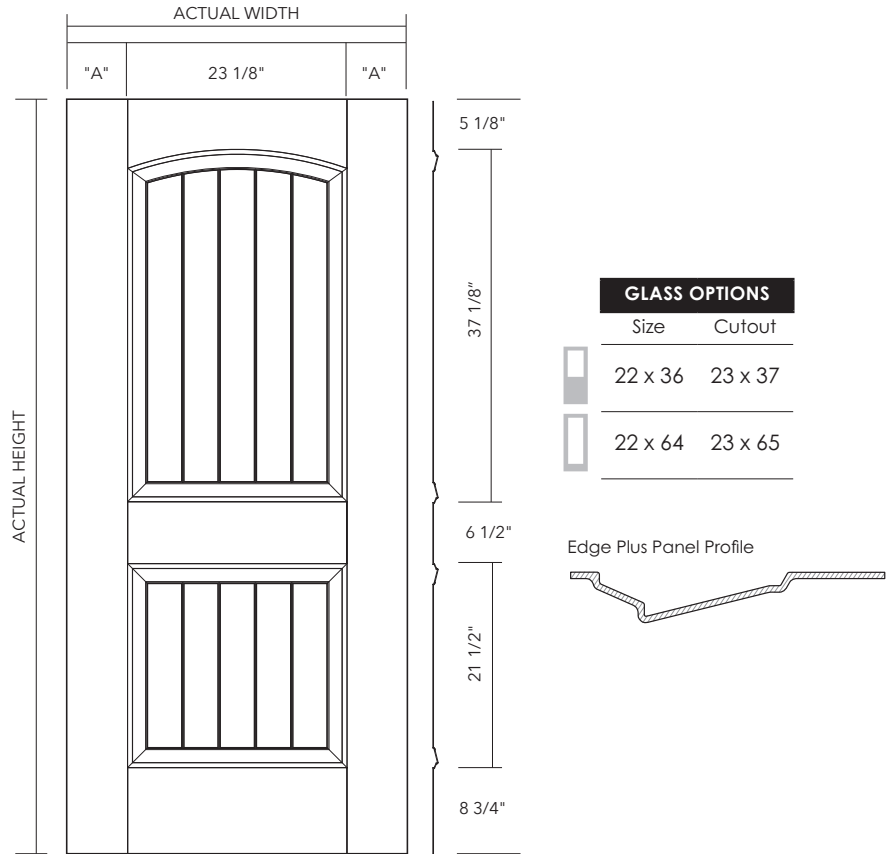 ACTUAL WIDTH
"A" 23 1/8" "A"
ACTUAL HEIGHT
5 1/8"
37 1/8"
6 1/2"
21 1/2"
8 3/4"
GLASS OPTIONS
Size Cutout
22 x 36 23 x 37
22 x 64 23 x 65
Edge Plus Panel Profile